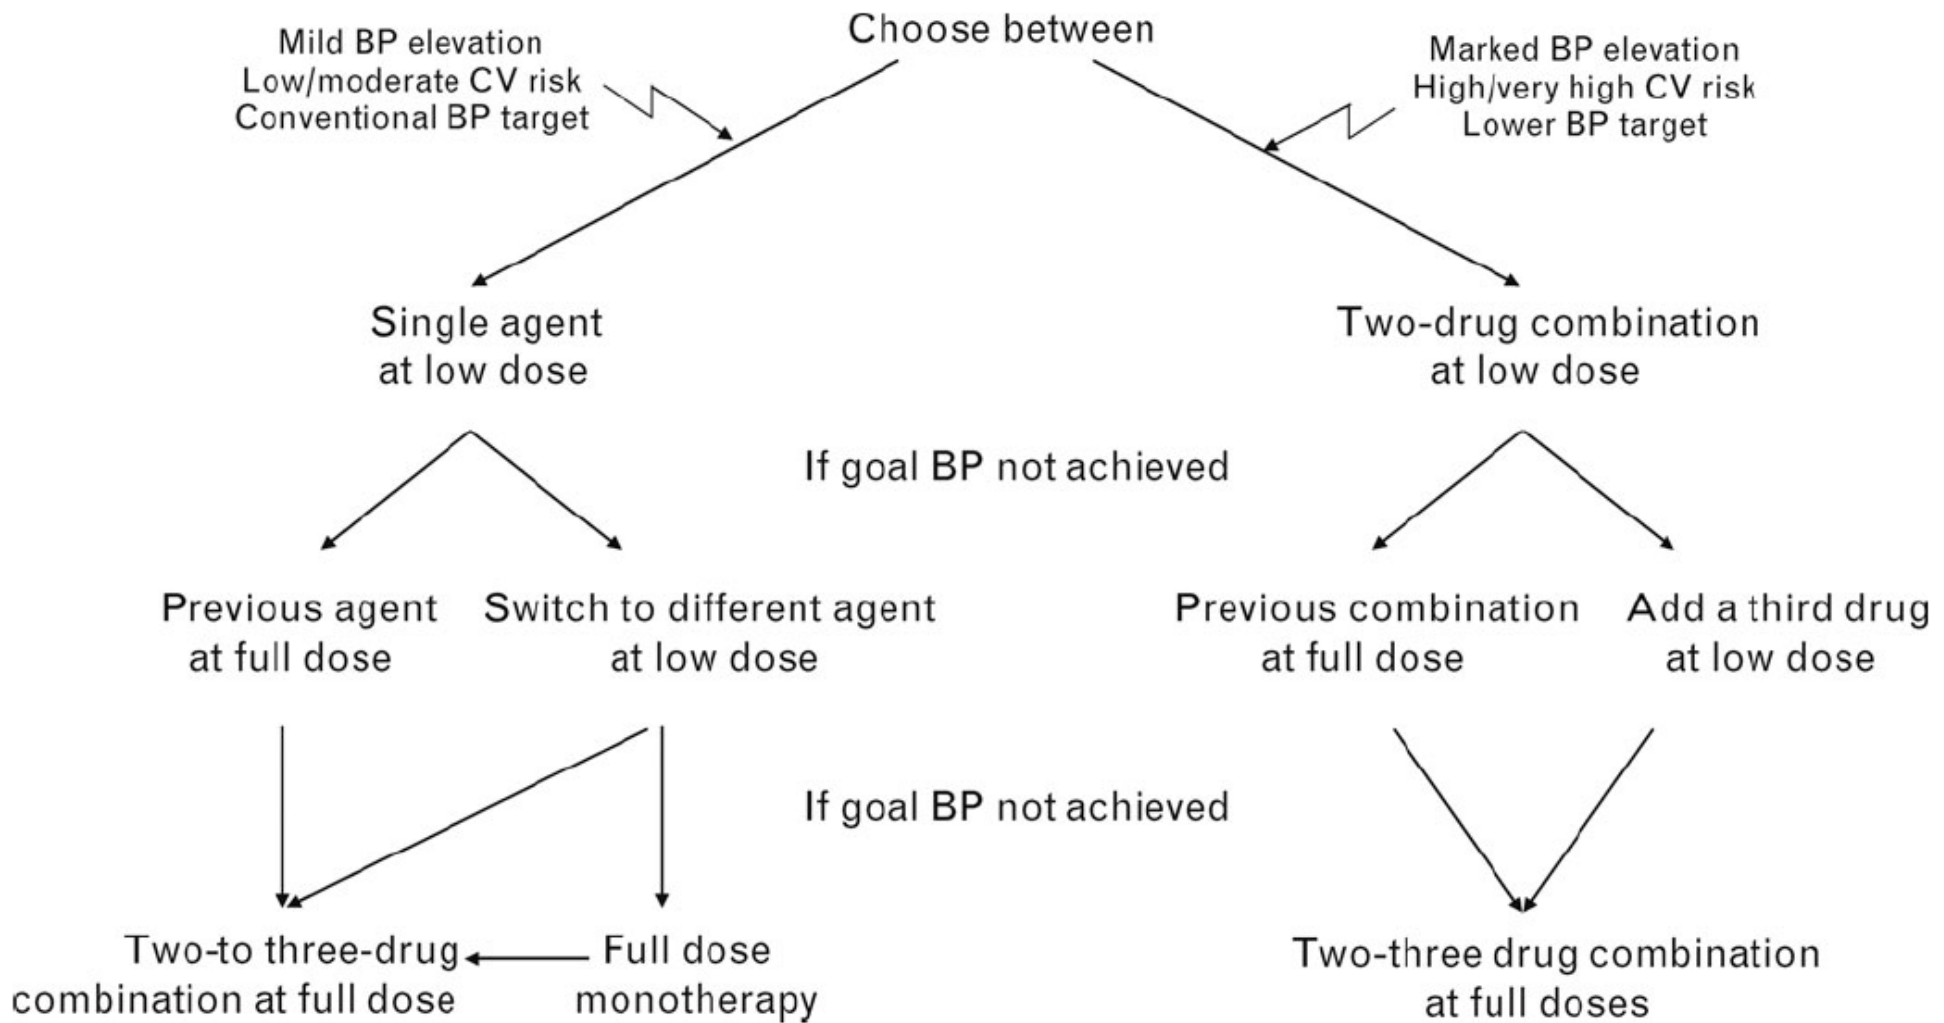 Choose between
Mild BP elevation
Low/moderate CV risk
Conventional BP target
Marked BP elevation
High/very high CV risk
Lower BP target
Single agent
at low dose
Two-drug combination
at low dose
If goal BP not achieved
Previous agent
at full dose
Switch to different agent
at low dose
Previous combination
at full dose
Add a third drug
at low dose
If goal BP not achieved
Two-to three-drug
combination at full dose
Full dose
monotherapy
Two-three drug combination
at full doses